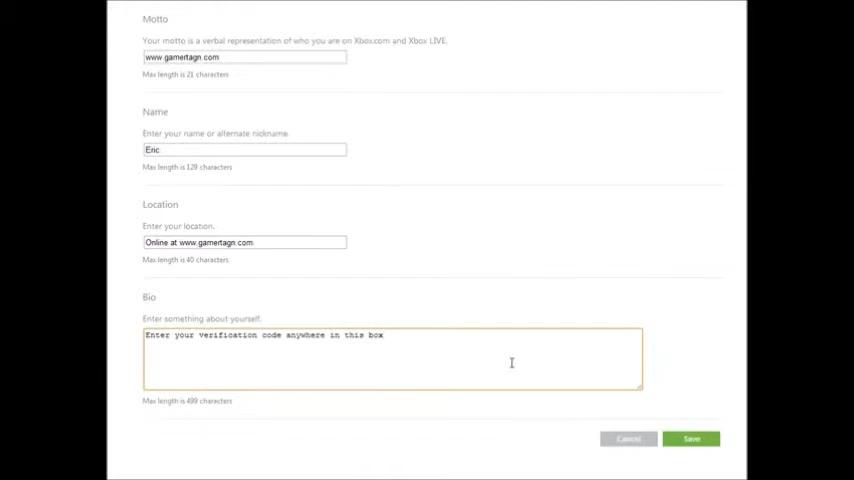 Motto
Your motto is a verbal representation of who you are on Xbox.com and Xbox LIVE.
www.gamertagn.com
Max length is 21 characters
Name
Enter your name or alternate nickname.
Eric
Max length is 129 characters
Location
Enter your location.
Online at www.gamertagn.com
Max length is 40 characters
Bio
Enter something about yourself.
Enter your verification code anywhere in this box
Max length is 499 characters
Cancel Save